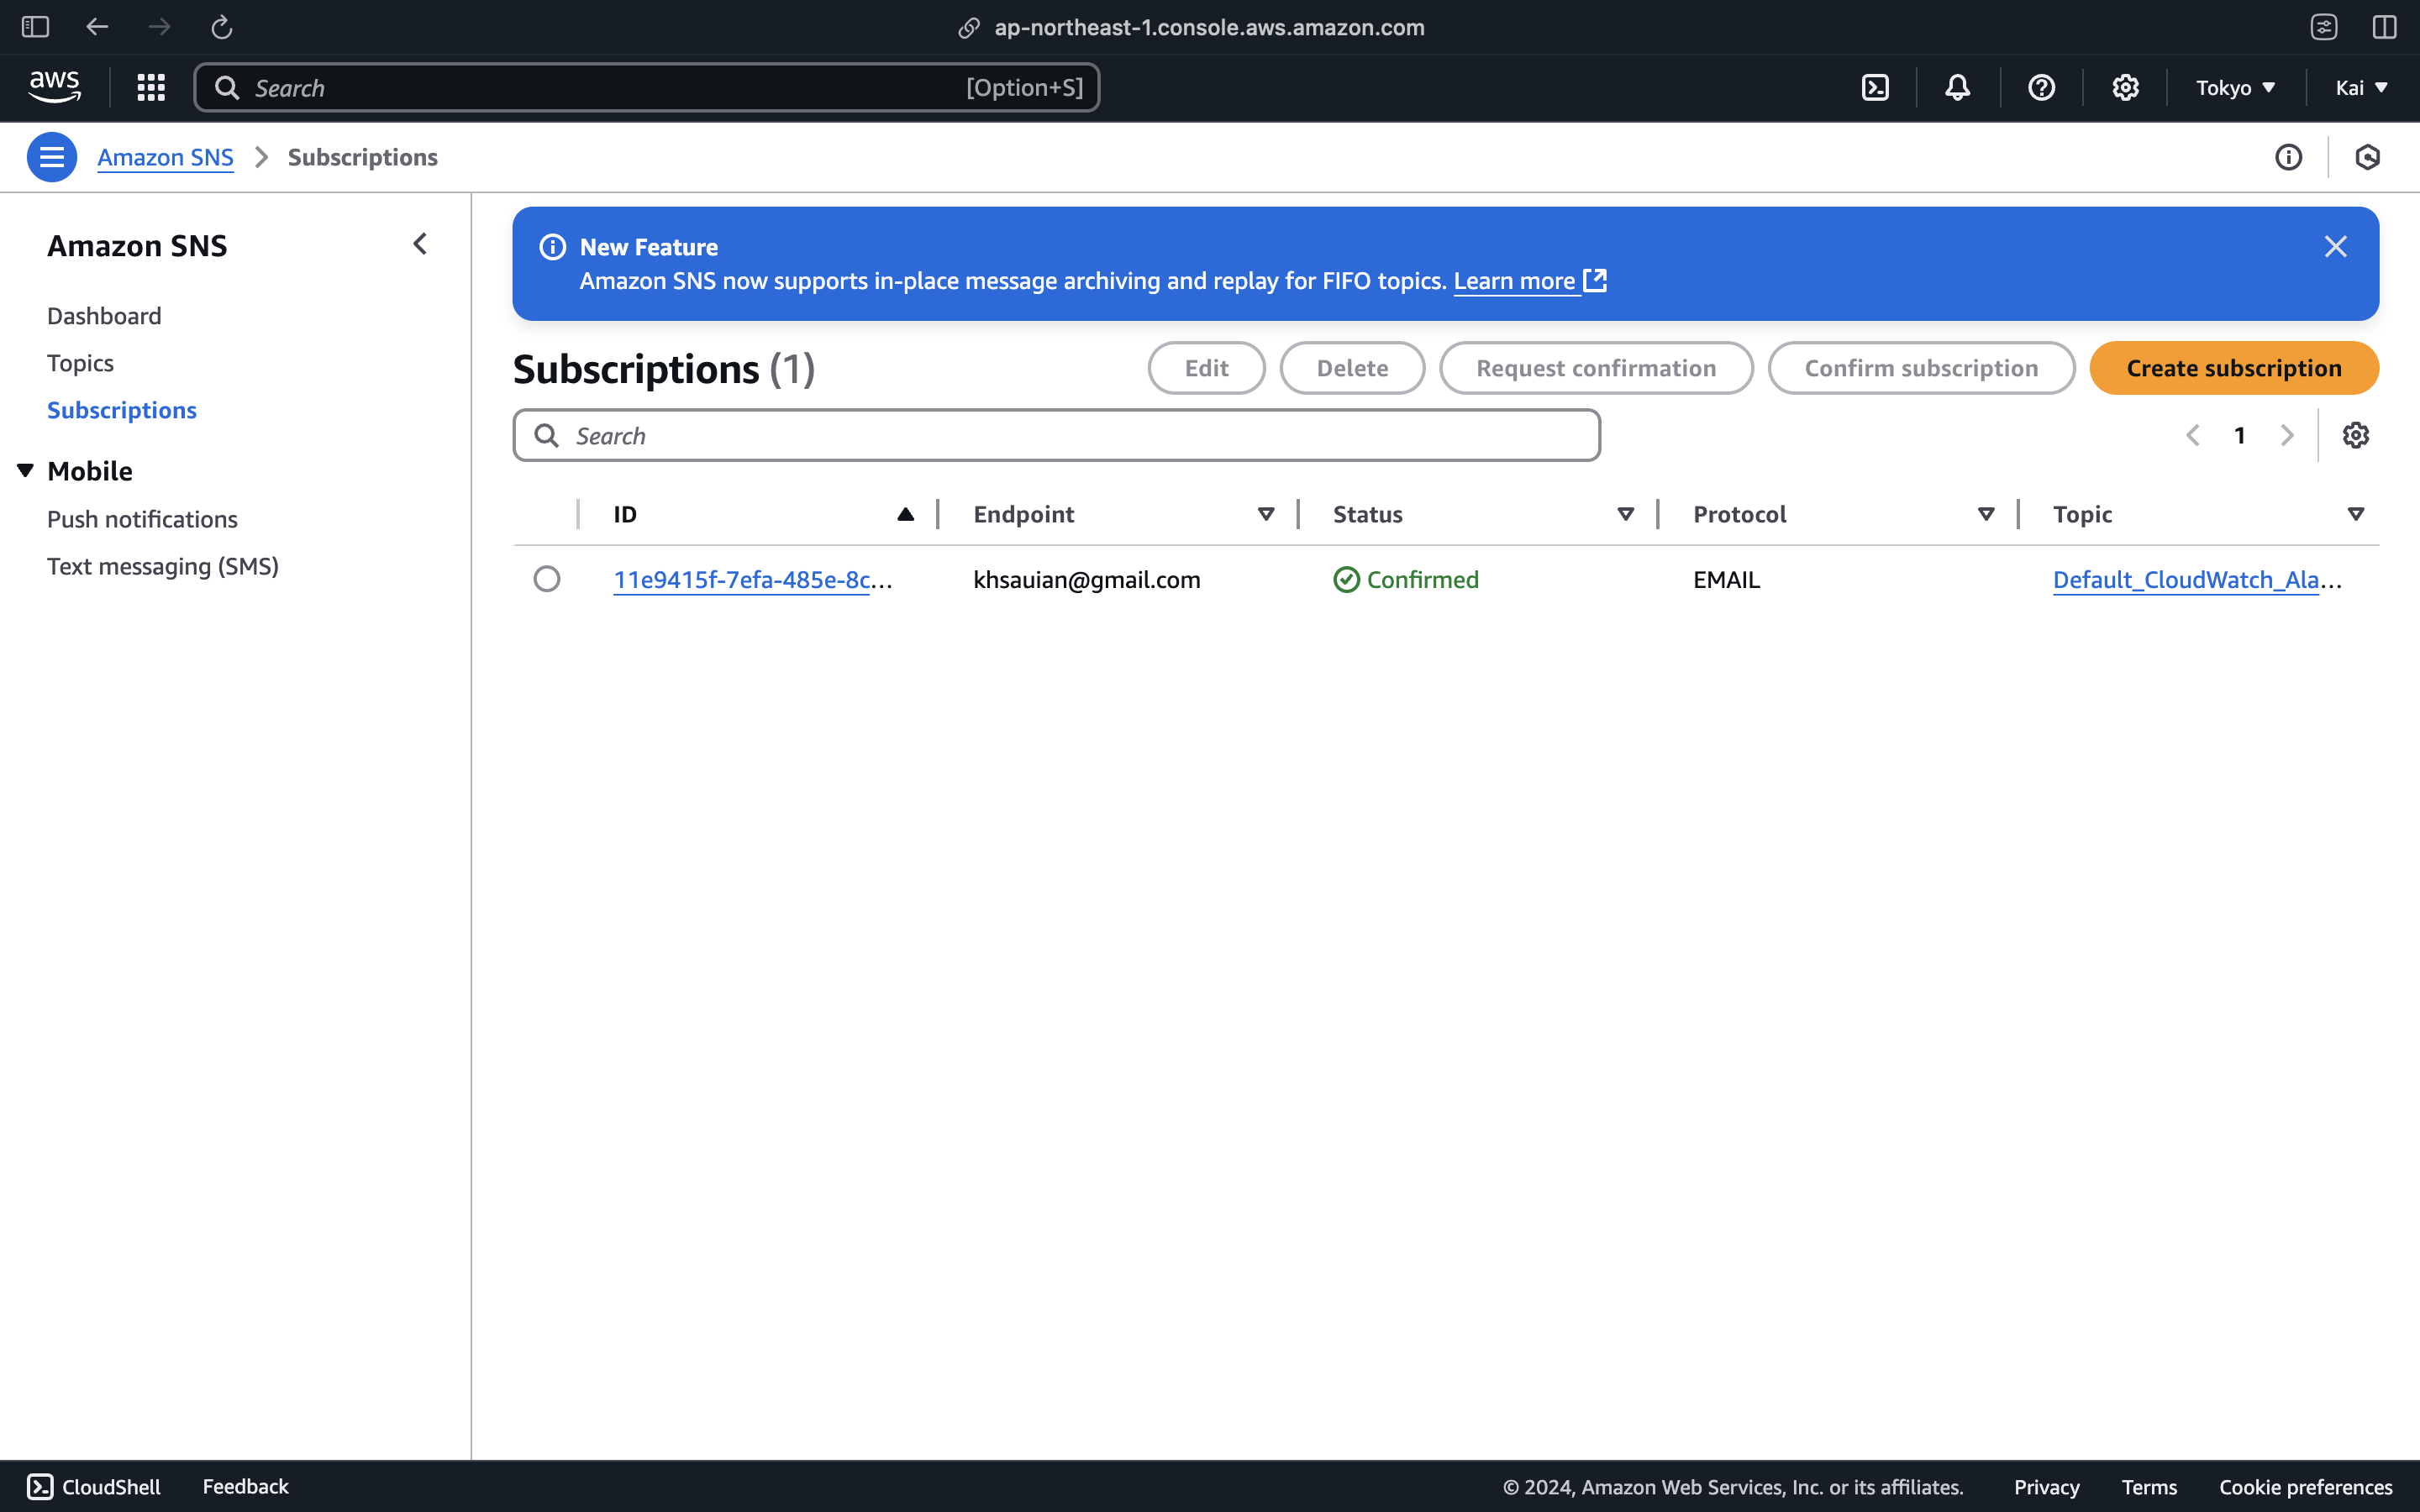 ap-northeast-1.console.aws.amazon.com
aws
Search
[Option+S]
Tokyo
Kai
Amazon SNS
Subscriptions
Amazon SNS
Dashboard
Topics
Subscriptions
Mobile
Push notifications
Text messaging (SMS)
New Feature
Amazon SNS now supports in-place message archiving and replay for FIFO topics. Learn more
Subscriptions (1)
Edit
Delete
Request confirmation
Confirm subscription
Create subscription
Search
1
ID
Endpoint
Status
Protocol
Topic
11e9415f-7efa-485e-8c...
khsauian@gmail.com
Confirmed
EMAIL
Default_CloudWatch_Ala...
CloudShell
Feedback
© 2024, Amazon Web Services, Inc. or its affiliates.
Privacy
Terms
Cookie preferences